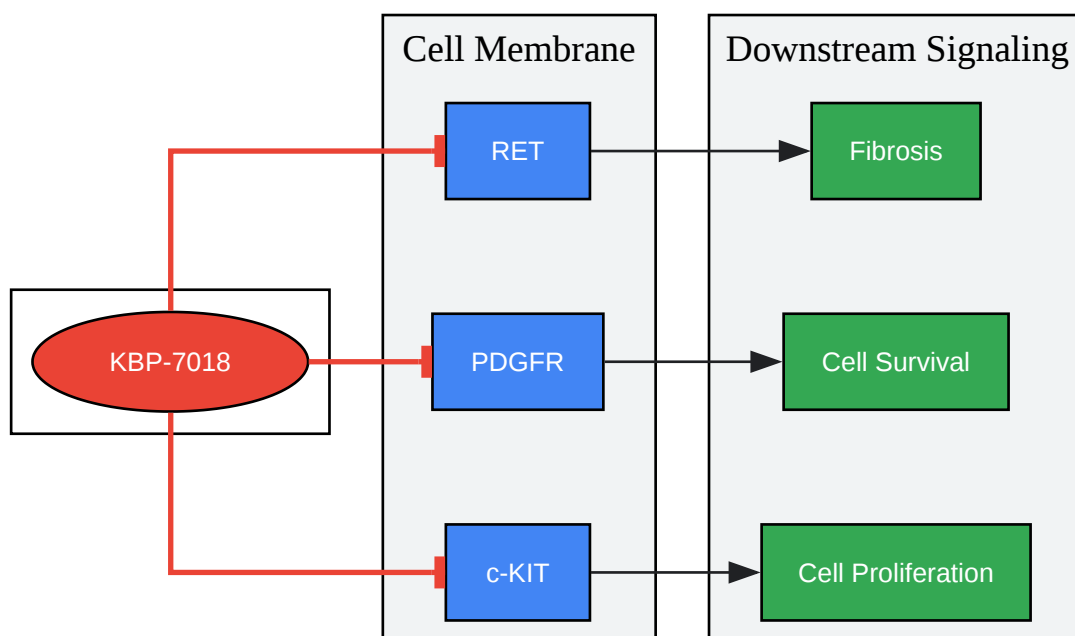 Cell Membrane
Downstream Signaling
RET
Fibrosis
KBP-7018
PDGFR
Cell Survival
c-KIT
Cell Proliferation